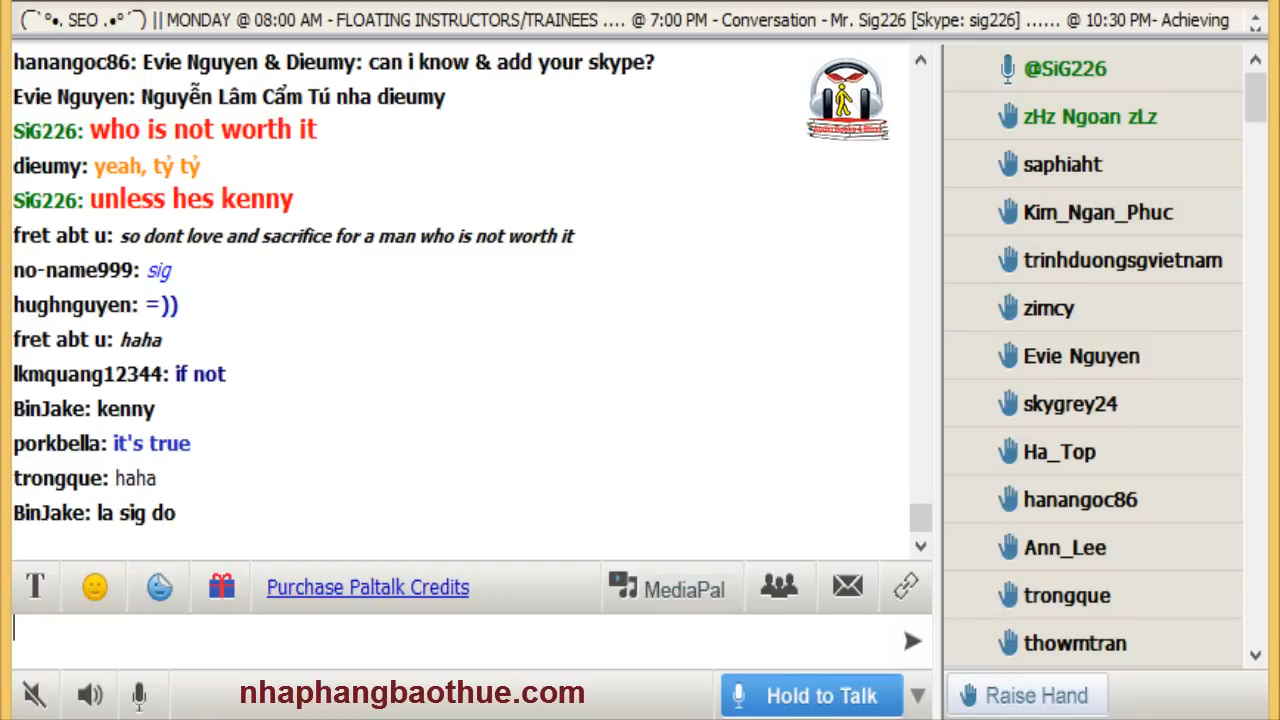 (¯`°•. SEO .•°´¯) || MONDAY @ 08:00 AM - FLOATING INSTRUCTORS/TRAINEES .... @ 7:00 PM - Conversation - Mr. Sig226 [Skype: sig226] ...... @ 10:30 PM- Achieving
hanangoc86: Evie Nguyen & Dieumy: can i know & add your skype?
Evie Nguyen: Nguyễn Lâm Cẩm Tú nha dieumy
SiG226: who is not worth it
dieumy: yeah, tỷ tỷ
SiG226: unless hes kenny
fret abt u: so dont love and sacrifice for a man who is not worth it
no-name999: sig
hughnguyen: =))
fret abt u: haha
lkmquang12344: if not
BinJake: kenny
porkbella: it's true
trongque: haha
BinJake: la sig do
@SiG226
zHz Ngoan zLz
saphiaht
Kim_Ngan_Phuc
trinhduongsgvietnam
zimcy
Evie Nguyen
skygrey24
Ha_Top
hanangoc86
Ann_Lee
trongque
thowmtran
T
Purchase Paltalk Credits
MediaPal
nhaphangbaothue.com
Hold to Talk
Raise Hand